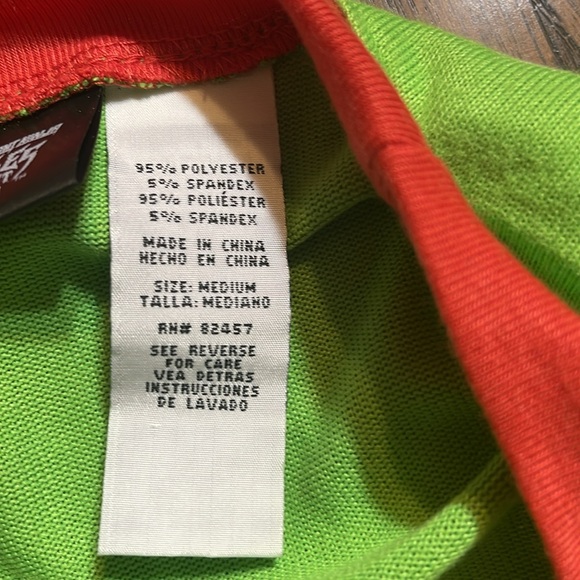 95% POLYESTER
5% SPANDEX
95% POLIÉSTER
5% SPANDEX
MADE IN CHINA
HECHO EN CHINA
SIZE: MEDIUM
TALLA: MEDIANO
RN# 82457
SEE REVERSE
FOR CARE
VEA DETRAS
INSTRUCCIONES
DE LAVADO